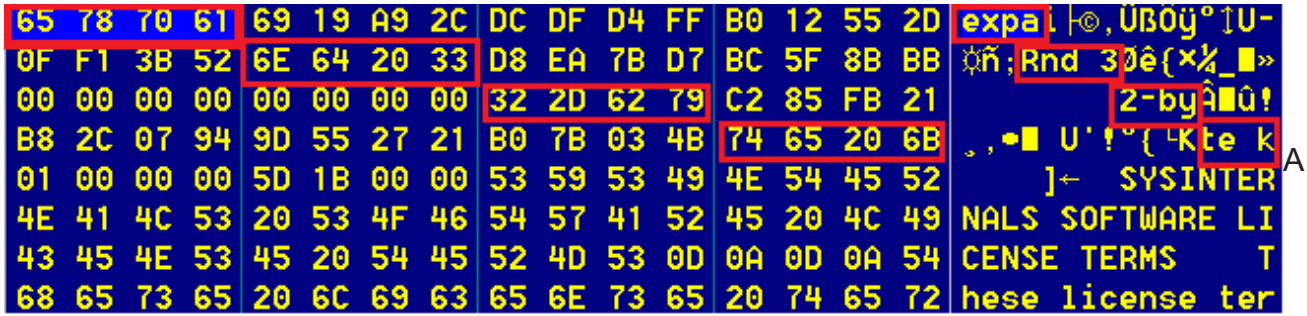 65 78 70 61 69 19 A9 2C DC DF D4 FF B0 12 55 2D expai├©,ÜßÔÿ°↕U-
0F F1 3B 52 6E 64 20 33 D8 EA 7B D7 BC 5F 8B BB ☼ñ;Rnd 3Øê{×¼_█»
00 00 00 00 00 00 00 00 32 2D 62 79 C2 85 FB 21 2-byÂ█û!
B8 2C 07 94 9D 55 27 21 B0 7B 03 4B 74 65 20 6B ¸,•█ U'!°{└Kte k
01 00 00 00 5D 1B 00 00 53 59 53 49 4E 54 45 52 ]← SYSINTER
4E 41 4C 53 20 53 4F 46 54 57 41 52 45 20 4C 49 NALS SOFTWARE LI
43 45 4E 53 45 20 54 45 52 4D 53 0D 0A 0D 0A 54 CENSE TERMS T
68 65 73 65 20 6C 69 63 65 6E 73 65 20 74 65 72 hese license ter
A